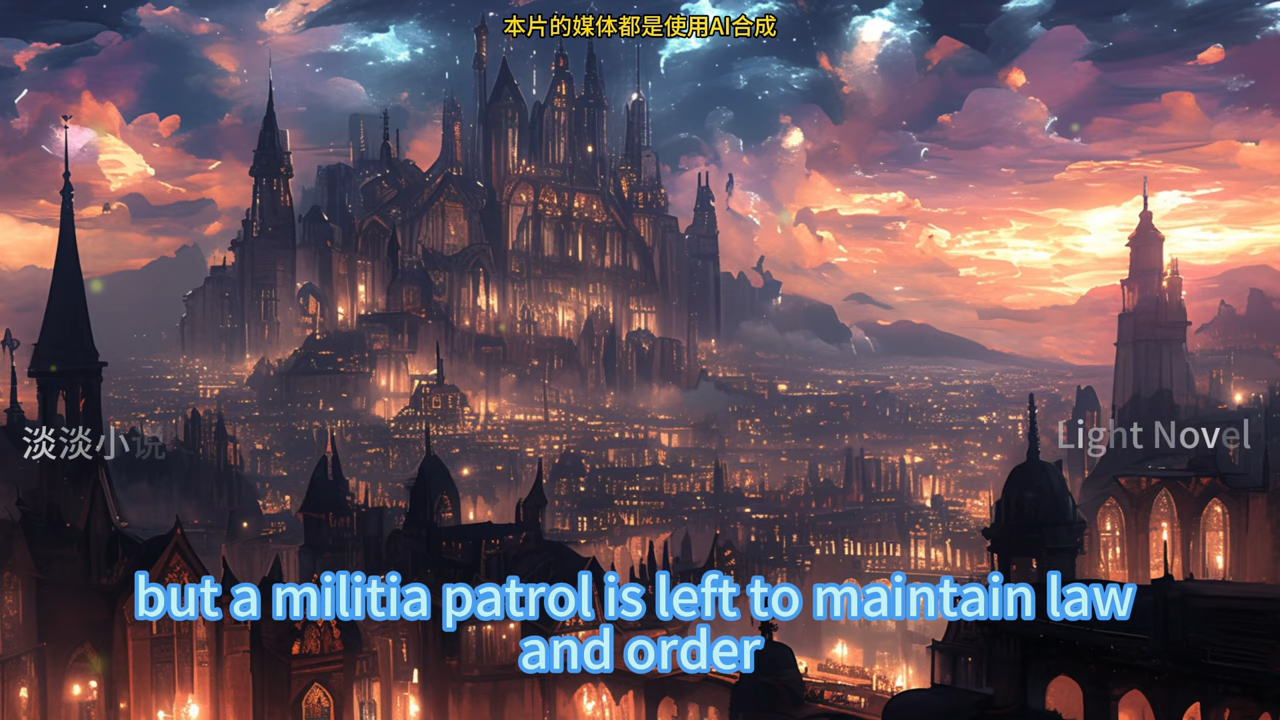 本片的媒体都是使用AI合成
淡淡小说
Light Novel
but a militia patrol is left to maintain law
and order